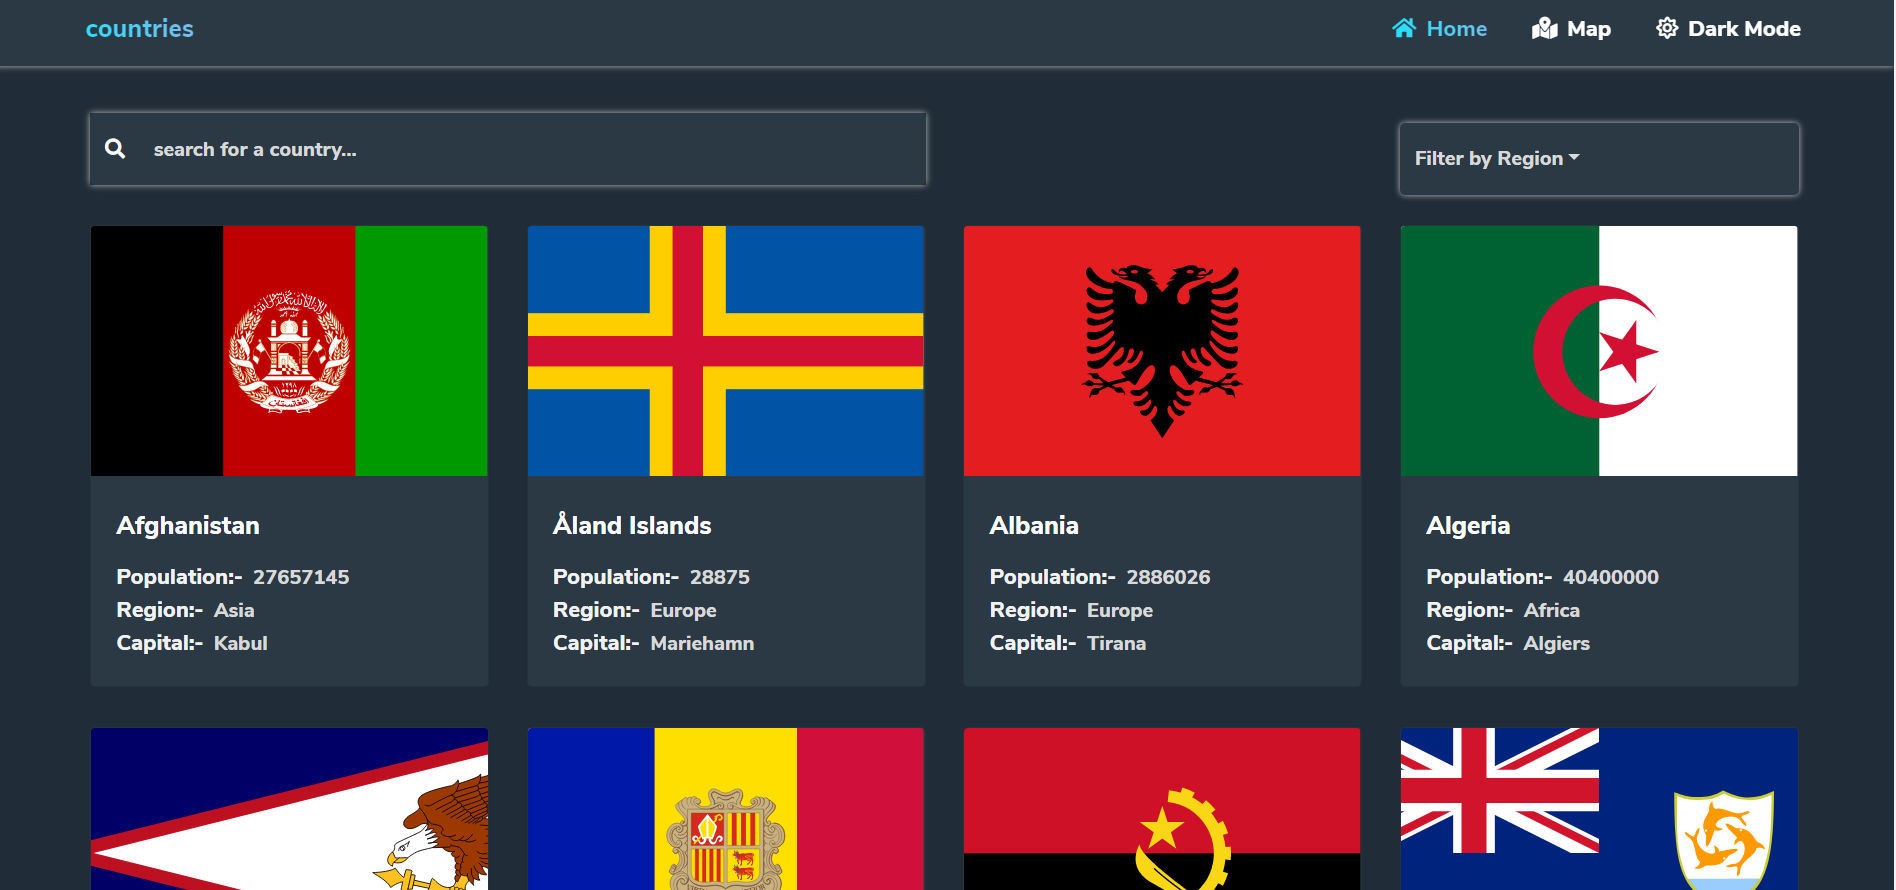 countries
Home
Map
Dark Mode
search for a country...
Filter by Region
Afghanistan
Population:- 27657145
Region:- Asia
Capital:- Kabul
Åland Islands
Population:- 28875
Region:- Europe
Capital:- Mariehamn
Albania
Population:- 2886026
Region:- Europe
Capital:- Tirana
Algeria
Population:- 40400000
Region:- Africa
Capital:- Algiers